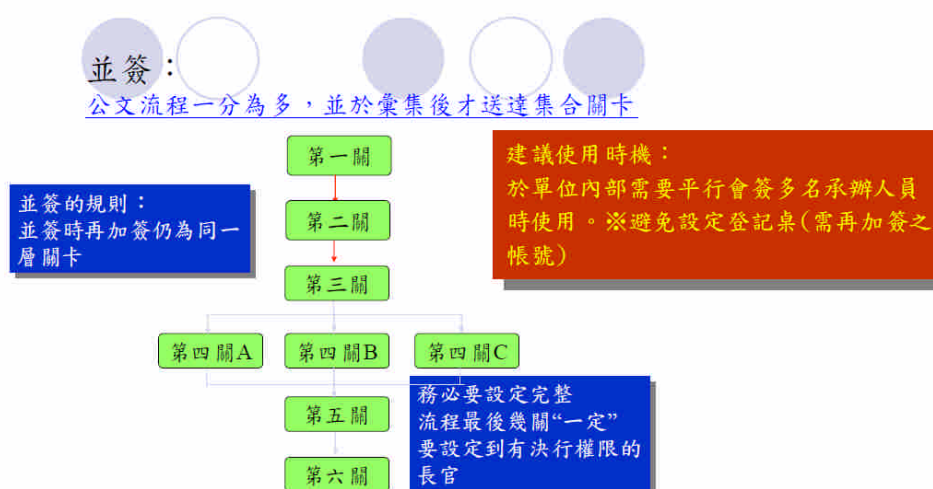 並簽：
公文流程一分為多，並於彙集後才送達集合關卡
第一關
建議使用時機：
於單位內部需要平行會簽多名承辦人員
時使用。※避免設定登記桌(需再加簽之
帳號)
並簽的規則：
並簽時再加簽仍為同一
層關卡
第二關
第三關
第四關A
第四關B
第四關C
務必要設定完整
流程最後幾關“一定”
要設定到有決行權限的
長官
第五關
第六關